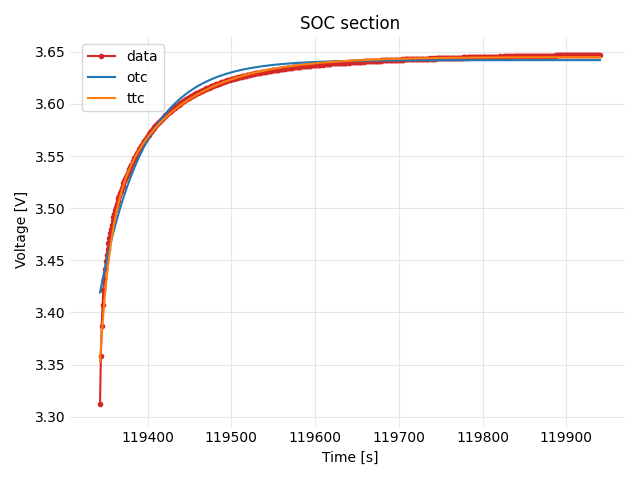 SOC section
data
otc
ttc
Voltage [V]
3.65
3.60
3.55
3.50
3.45
3.40
3.35
3.30
119400 119500 119600 119700 119800 119900
Time [s]